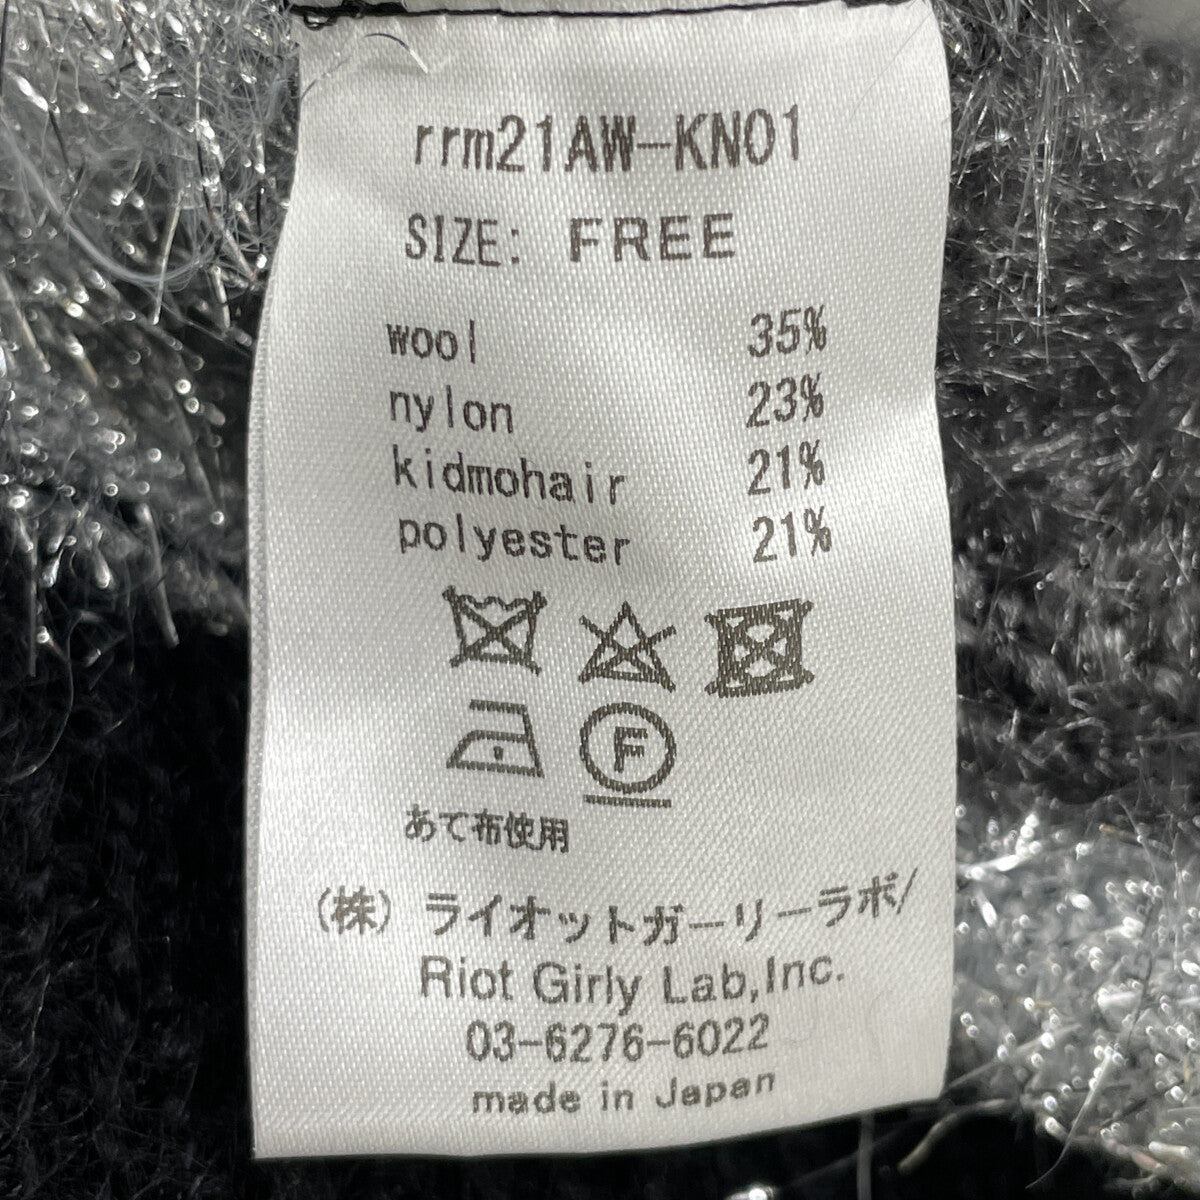 rrm21AW-KN01
SIZE: FREE
wool 35%
nylon 23%
kidmohair 21%
polyester 21%
F
あて布使用
(株) ライオットガーリーラボ/
Riot Girly Lab,Inc.
03-6276-6022
made in Japan